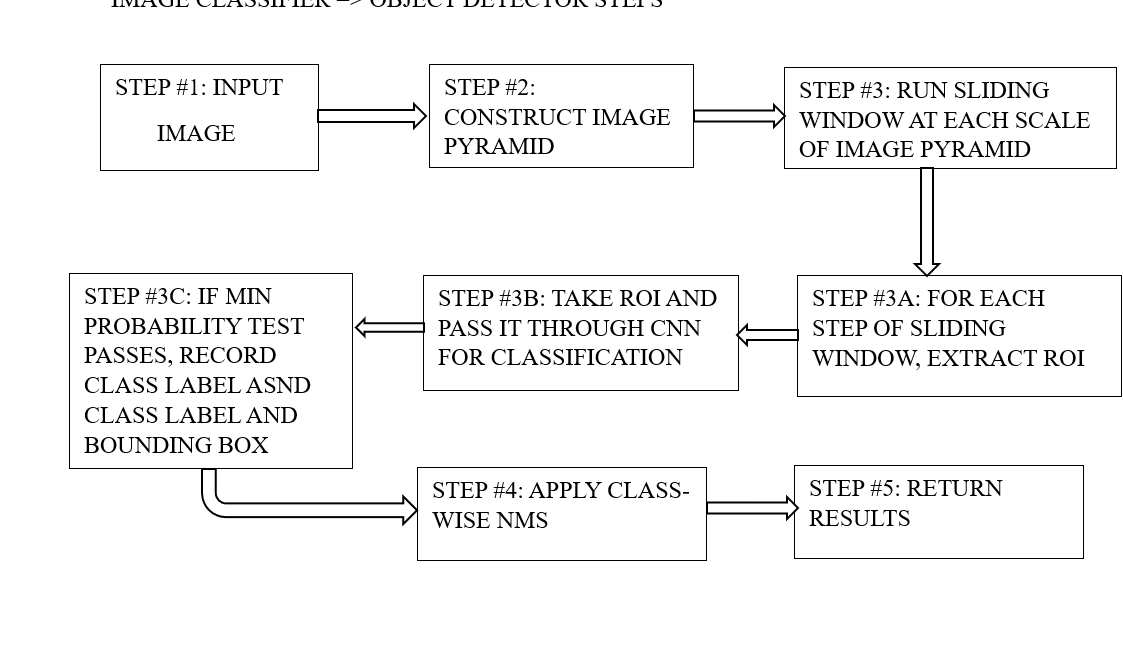 IMAGE CLASSIFIER => OBJECT DETECTOR STEPS
STEP #1: INPUT
IMAGE
STEP #2:
CONSTRUCT IMAGE
PYRAMID
STEP #3: RUN SLIDING
WINDOW AT EACH SCALE
OF IMAGE PYRAMID
STEP #3A: FOR EACH
STEP OF SLIDING
WINDOW, EXTRACT ROI
STEP #3B: TAKE ROI AND
PASS IT THROUGH CNN
FOR CLASSIFICATION
STEP #3C: IF MIN
PROBABILITY TEST
PASSES, RECORD
CLASS LABEL ASND
CLASS LABEL AND
BOUNDING BOX
STEP #4: APPLY CLASS-
WISE NMS
STEP #5: RETURN
RESULTS